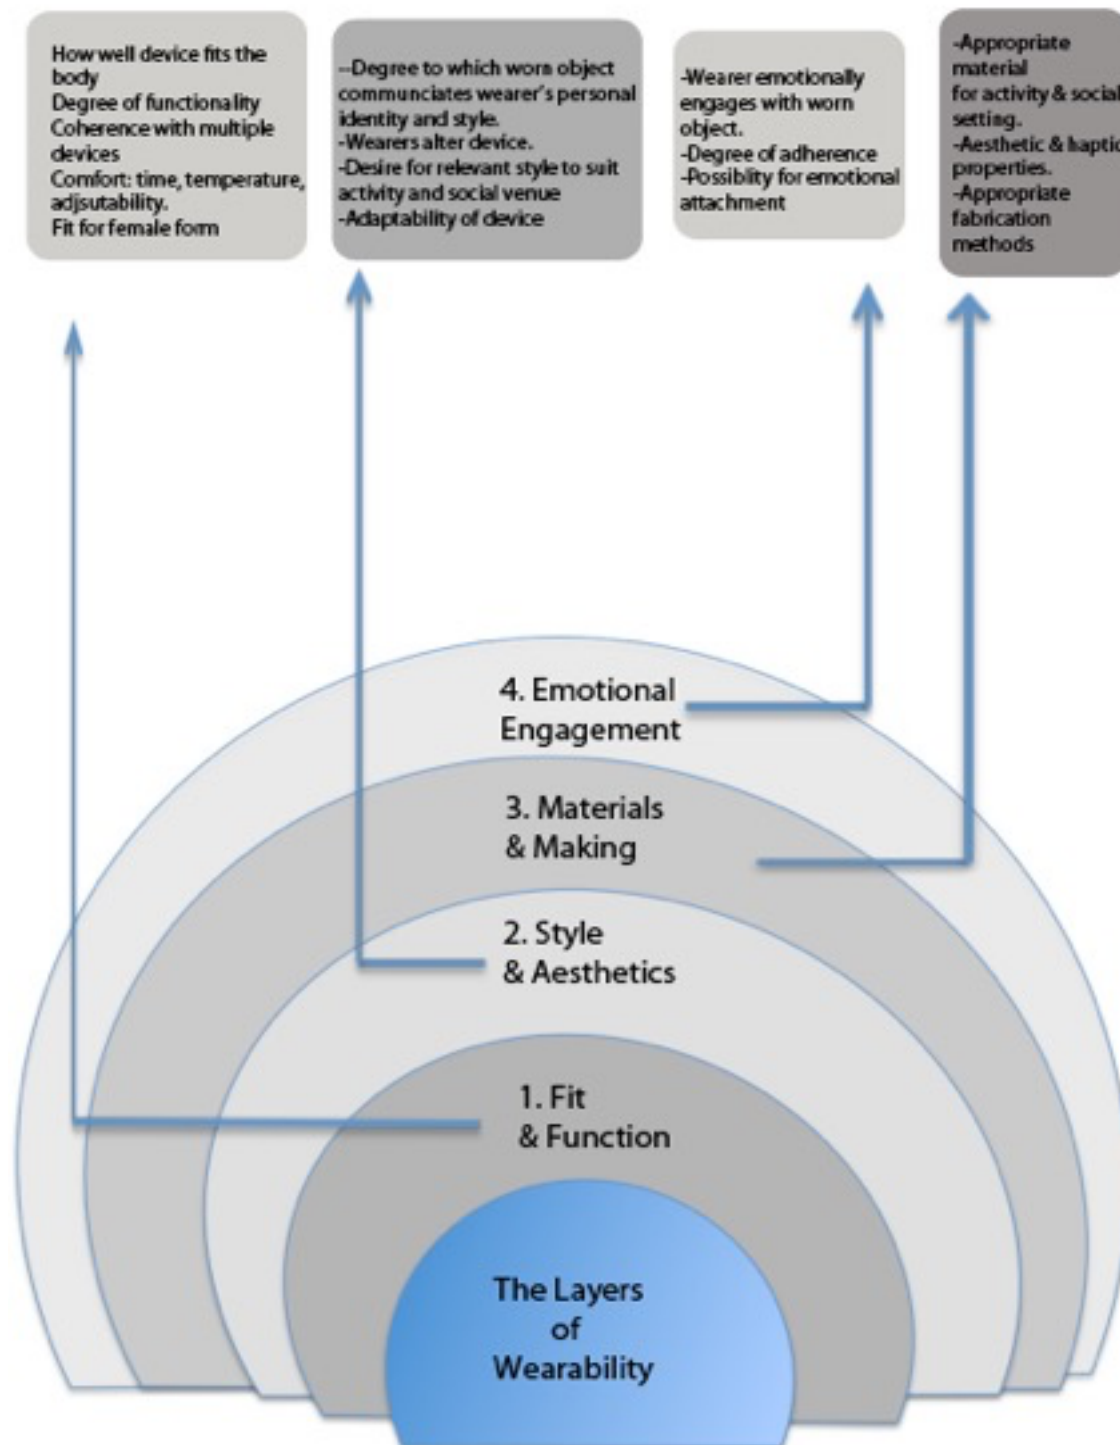 How well device fits the
body
Degree of functionality
Coherence with multiple
devices
Comfort: time, temperature,
adjsutability.
Fit for female form
--Degree to which worn object
communciates wearer's personal
identity and style.
-Wearers alter device.
-Desire for relevant style to suit
activity and social venue
-Adaptability of device
-Wearer emotionally
engages with worn
object.
-Degree of adherence
-Possiblity for emotional
attachment
-Appropriate
material
for activity & social
setting.
-Aesthetic & haptic
properties.
-Appropriate
fabrication
methods
4. Emotional
Engagement
3. Materials
& Making
2. Style
& Aesthetics
1. Fit
& Function
The Layers
of
Wearability